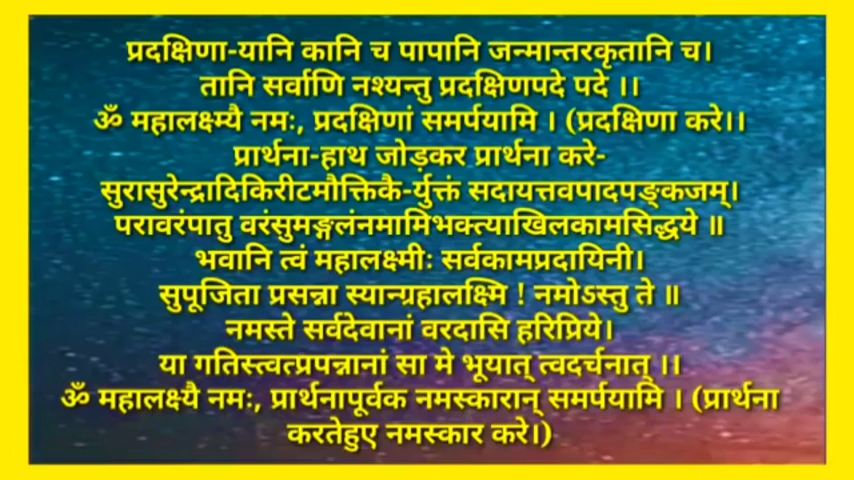 प्रदक्षिणा-यानि कानि च पापानि जन्मान्तरकृतानि च।
तानि सर्वाणि नश्यन्तु प्रदक्षिणपदे पदे ।।
ॐ महालक्ष्म्यै नमः, प्रदक्षिणां समर्पयामि । (प्रदक्षिणा करे।।
प्रार्थना-हाथ जोड़कर प्रार्थना करे-
सुरासुरेन्द्रादिकिरीटमौक्तिकै-र्युक्तं सदायत्तवपादपङ्कजम्।
परावरंपातु वरंसुमङ्गलंनमामिभक्त्याखिलकामसिद्धये ॥
भवानि त्वं महालक्ष्मीः सर्वकामप्रदायिनी।
सुपूजिता प्रसन्ना स्यान्ग्रहालक्ष्मि ! नमोऽस्तु ते ॥
नमस्ते सर्वदेवानां वरदासि हरिप्रिये।
या गतिस्त्वत्प्रपन्नानां सा मे भूयात् त्वदर्चनात् ।।
ॐ महालक्ष्यै नमः, प्रार्थनापूर्वक नमस्कारान् समर्पयामि । (प्रार्थना
करतेहुए नमस्कार करे।)